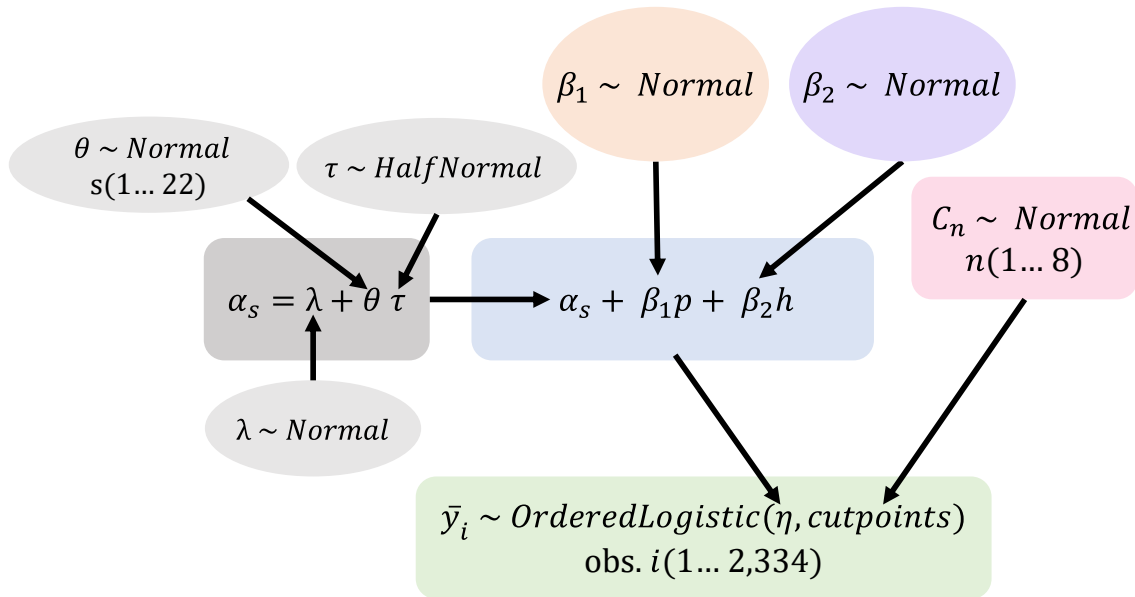 β₁ ~ Normal
β₂ ~ Normal
θ ~ Normal
s(1… 22)
τ ~ HalfNormal
Cₙ ~ Normal
n(1… 8)
αₛ = λ + θ τ
αₛ + β₁p + β₂h
λ ~ Normal
ȳᵢ ~ OrderedLogistic(η, cutpoints)
obs. i(1… 2,334)